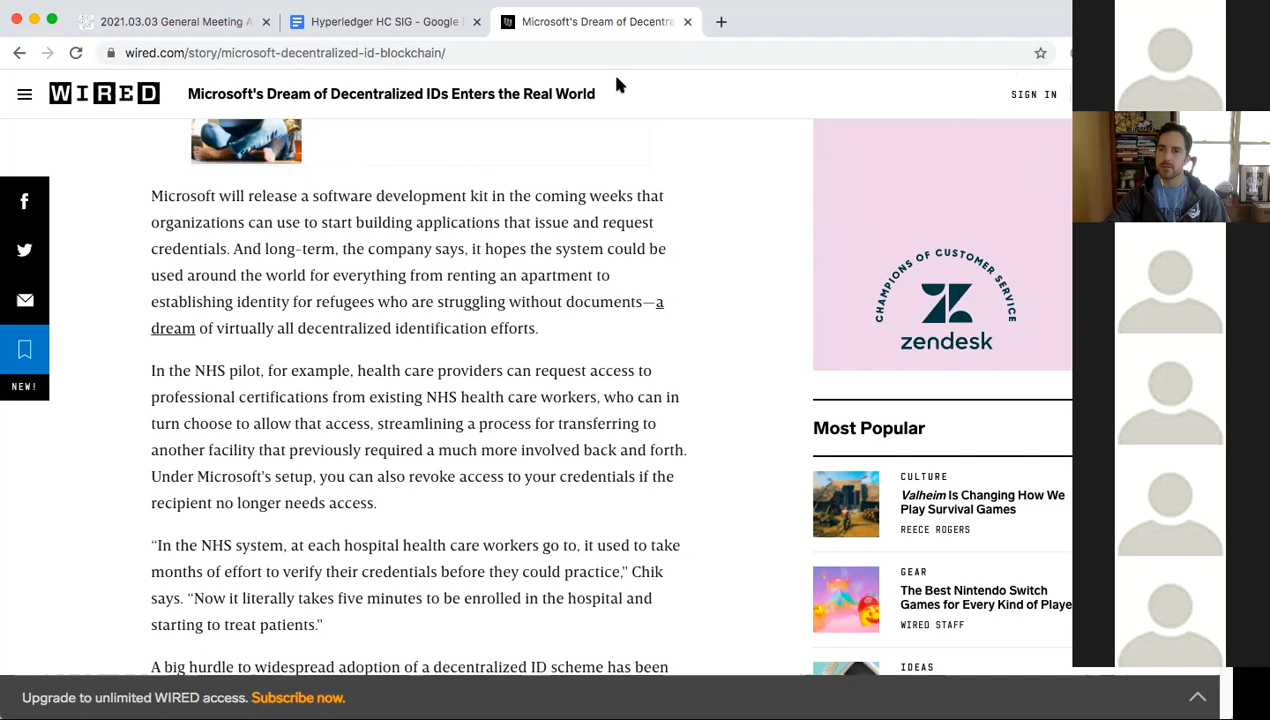 2021.03.03 General Meeting A
Hyperledger HC SIG - Google
Microsoft's Dream of Decentra
wired.com/story/microsoft-decentralized-id-blockchain/
WIRED
Microsoft's Dream of Decentralized IDs Enters the Real World
SIGN IN
Microsoft will release a software development kit in the coming weeks that
organizations can use to start building applications that issue and request
credentials. And long-term, the company says, it hopes the system could be
used around the world for everything from renting an apartment to
establishing identity for refugees who are struggling without documents—a
dream of virtually all decentralized identification efforts.
NEW!
In the NHS pilot, for example, health care providers can request access to
professional certifications from existing NHS health care workers, who can in
turn choose to allow that access, streamlining a process for transferring to
another facility that previously required a much more involved back and forth.
Under Microsoft's setup, you can also revoke access to your credentials if the
recipient no longer needs access.
“In the NHS system, at each hospital health care workers go to, it used to take
months of effort to verify their credentials before they could practice,” Chik
says. “Now it literally takes five minutes to be enrolled in the hospital and
starting to treat patients.”
A big hurdle to widespread adoption of a decentralized ID scheme has been
CHAMPIONS OF CUSTOMER SERVICE
zendesk
Most Popular
CULTURE
Valheim Is Changing How We
Play Survival Games
REECE ROGERS
GEAR
The Best Nintendo Switch
Games for Every Kind of Playe
WIRED STAFF
IDEAS
Upgrade to unlimited WIRED access. Subscribe now.